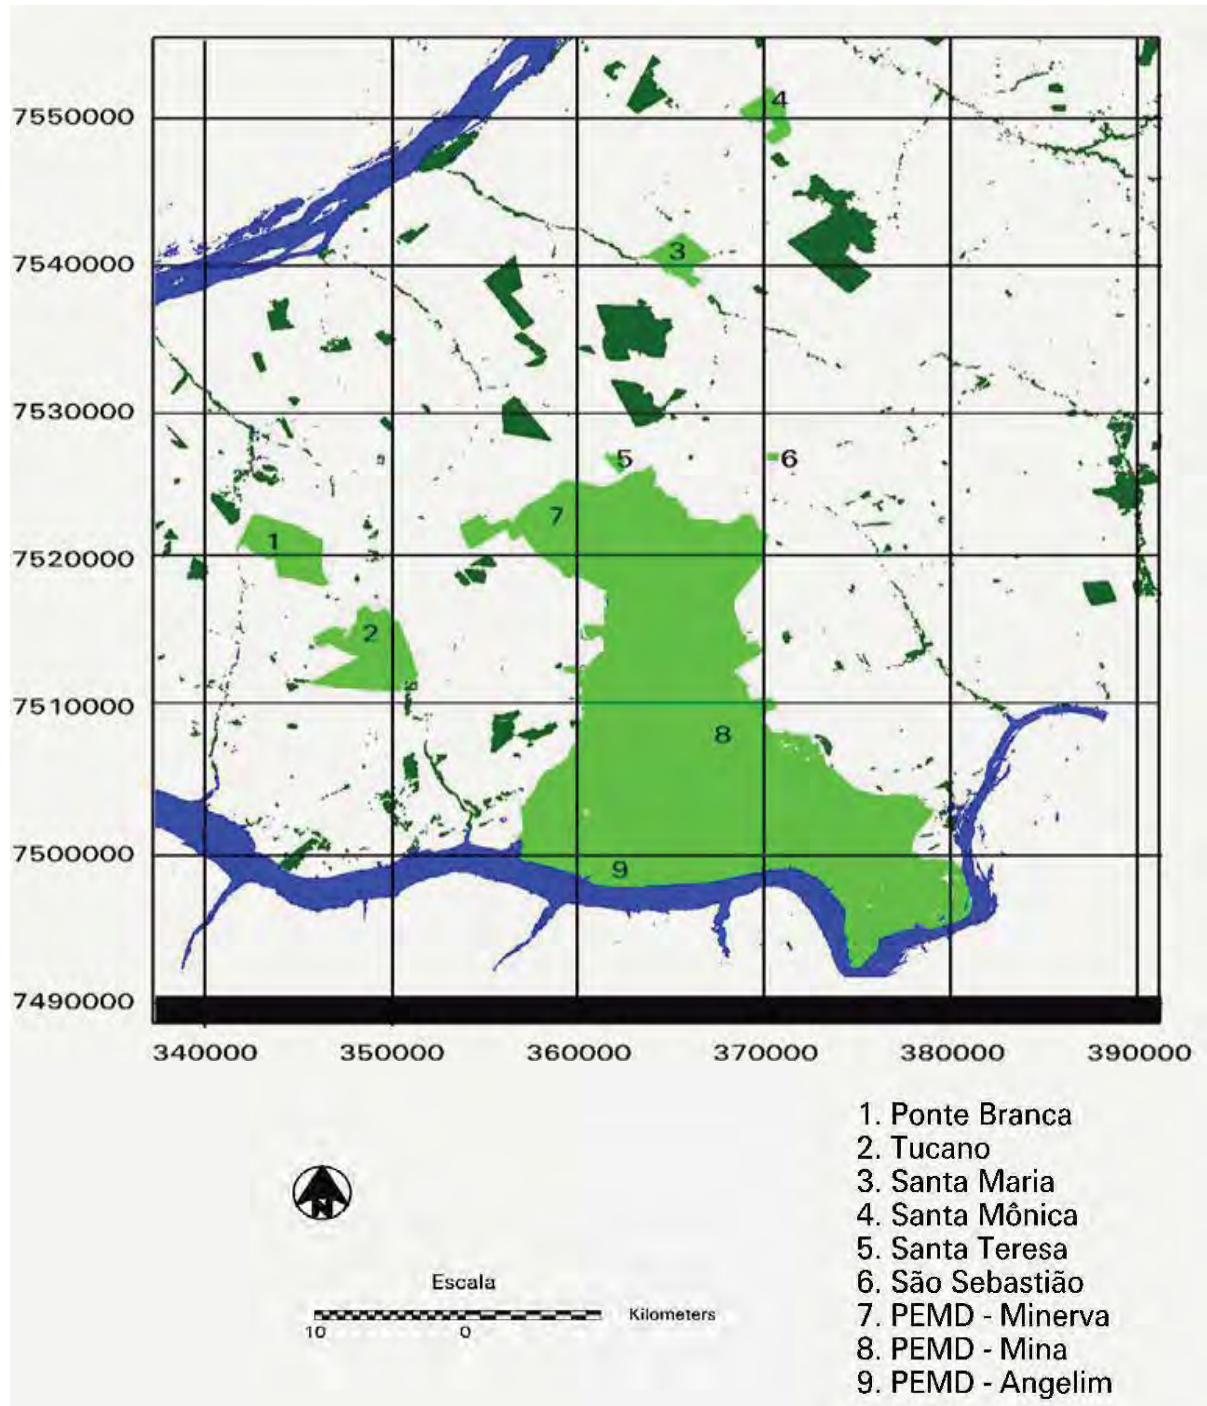 4
7550000
3
7540000
7530000
5
6
7
1
7520000
2
7510000
8
7500000
9
7490000
340000 350000 360000 370000 380000 390000
1. Ponte Branca
2. Tucano
3. Santa Maria
4. Santa Mônica
5. Santa Teresa
6. São Sebastião
7. PEMD - Minerva
8. PEMD - Mina
9. PEMD - Angelim
N
Escala
Kilometers
10 0